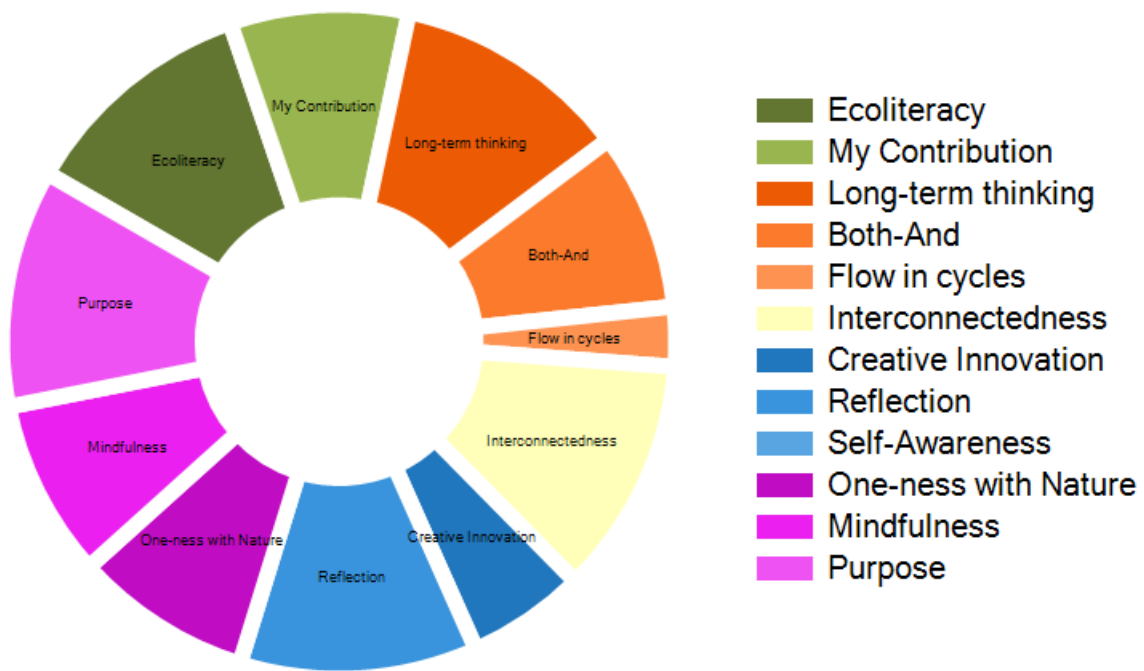 My Contribution
Long-term thinking
Ecoliteracy
Both-And
Purpose
Flow in cycles
Mindfulness
Interconnectedness
One-ness with Nature
Creative Innovation
Reflection
Ecoliteracy
My Contribution
Long-term thinking
Both-And
Flow in cycles
Interconnectedness
Creative Innovation
Reflection
Self-Awareness
One-ness with Nature
Mindfulness
Purpose